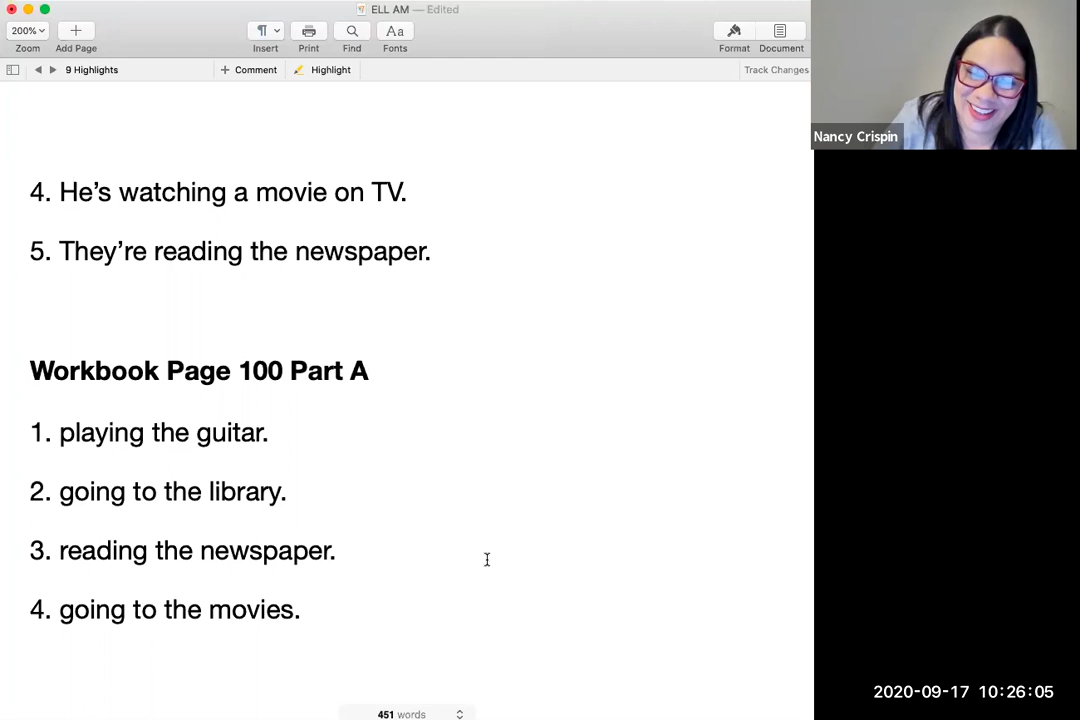 ELL AM — Edited
200%
Zoom
Add Page
Insert
Print
Find
Aa
Fonts
Format
Document
9 Highlights
+ Comment
Highlight
Track Changes
Nancy Crispin
4. He’s watching a movie on TV.
5. They’re reading the newspaper.
Workbook Page 100 Part A
1. playing the guitar.
2. going to the library.
3. reading the newspaper.
4. going to the movies.
451 words
2020-09-17 10:26:05